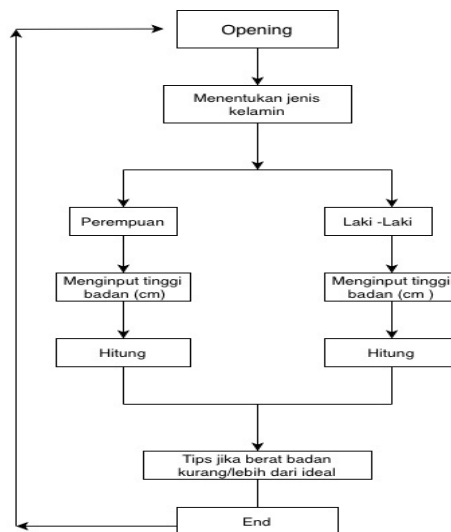 Opening
Menentukan jenis
kelamin
Perempuan
Laki -Laki
Menginput tinggi
badan (cm)
Menginput tinggi
badan (cm )
Hitung
Hitung
Tips jika berat badan
kurang/lebih dari ideal
End